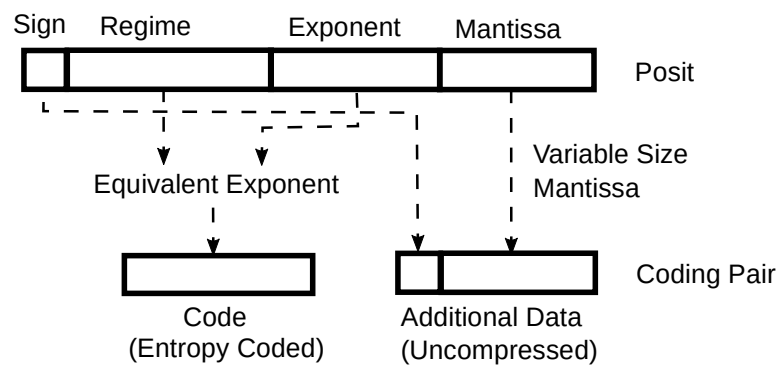 Sign Regime Exponent Mantissa
Posit
Variable Size
Mantissa
Equivalent Exponent
Coding Pair
Code
(Entropy Coded)
Additional Data
(Uncompressed)